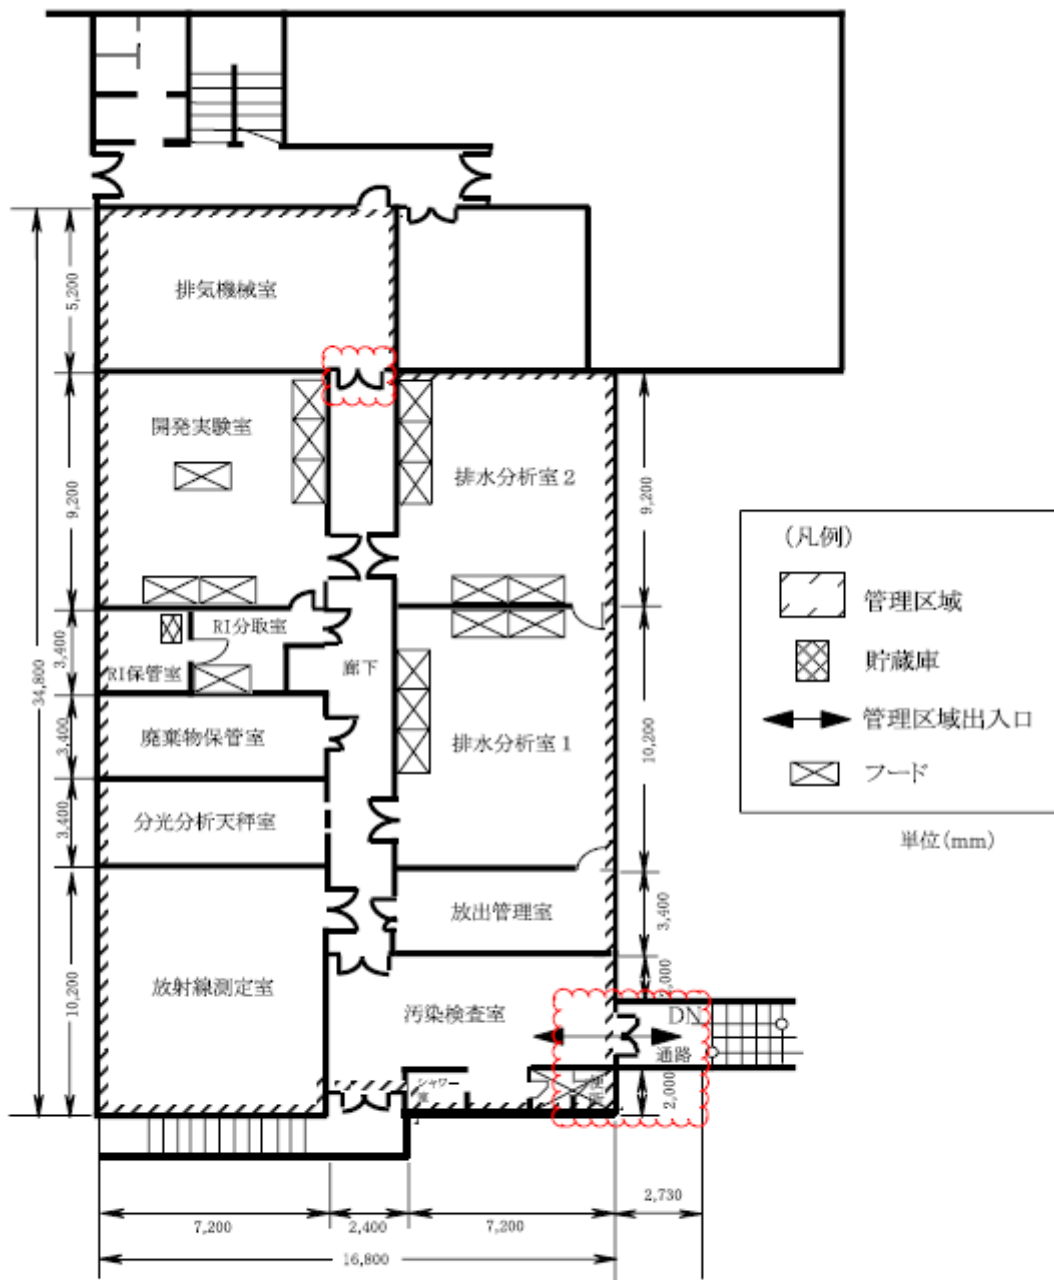 5,200
排気機械室
開発実験室
9,200
排水分析室2
9,200
(凡例)
管理区域
貯蔵庫
管理区域出入口
フード
単位(mm)
RI分取室
RI保管室
3,400
34,800
廊下
廃棄物保管室
3,400
排水分析室1
10,200
分光分析天秤室
3,400
放出管理室
3,400
放射線測定室
10,200
汚染検査室
2,000
DN
通路
シャワー
室
便
所
2,000
7,200
2,400
7,200
2,730
16,800